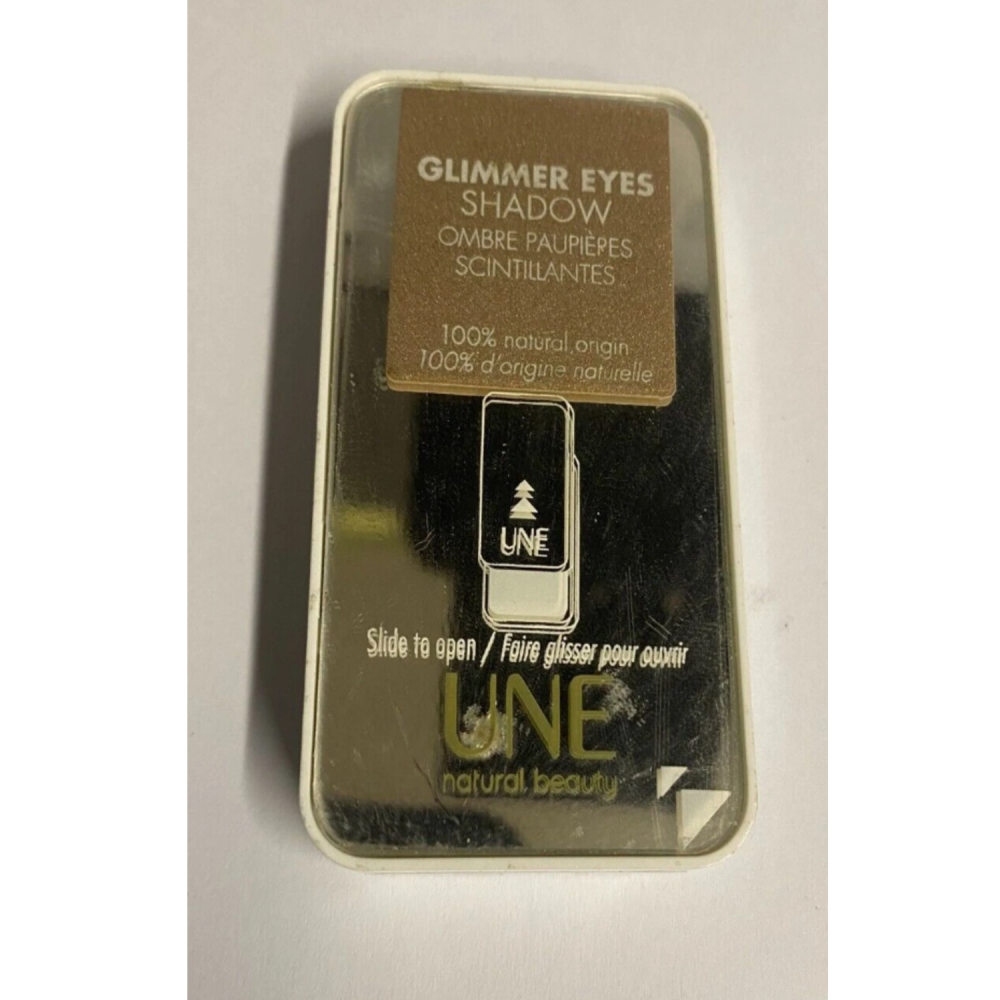 GLIMMER EYES
SHADOW
OMBRE PAUPIÈRES
SCINTILLANTES
100% natural origin
100% d'origine naturelle
UNE
Slide to open / Faire glisser pour ouvrir
UNE
natural beauty